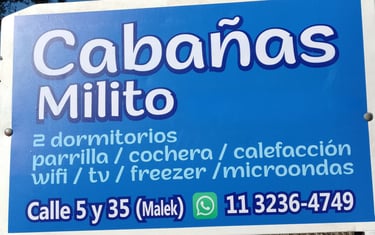 Cabañas
Milito
2 dormitorios
parrilla / cochera / calefacción
wifi / tv / freezer /microondas
Calle 5 y 35 (Malek) 11 3236-4749